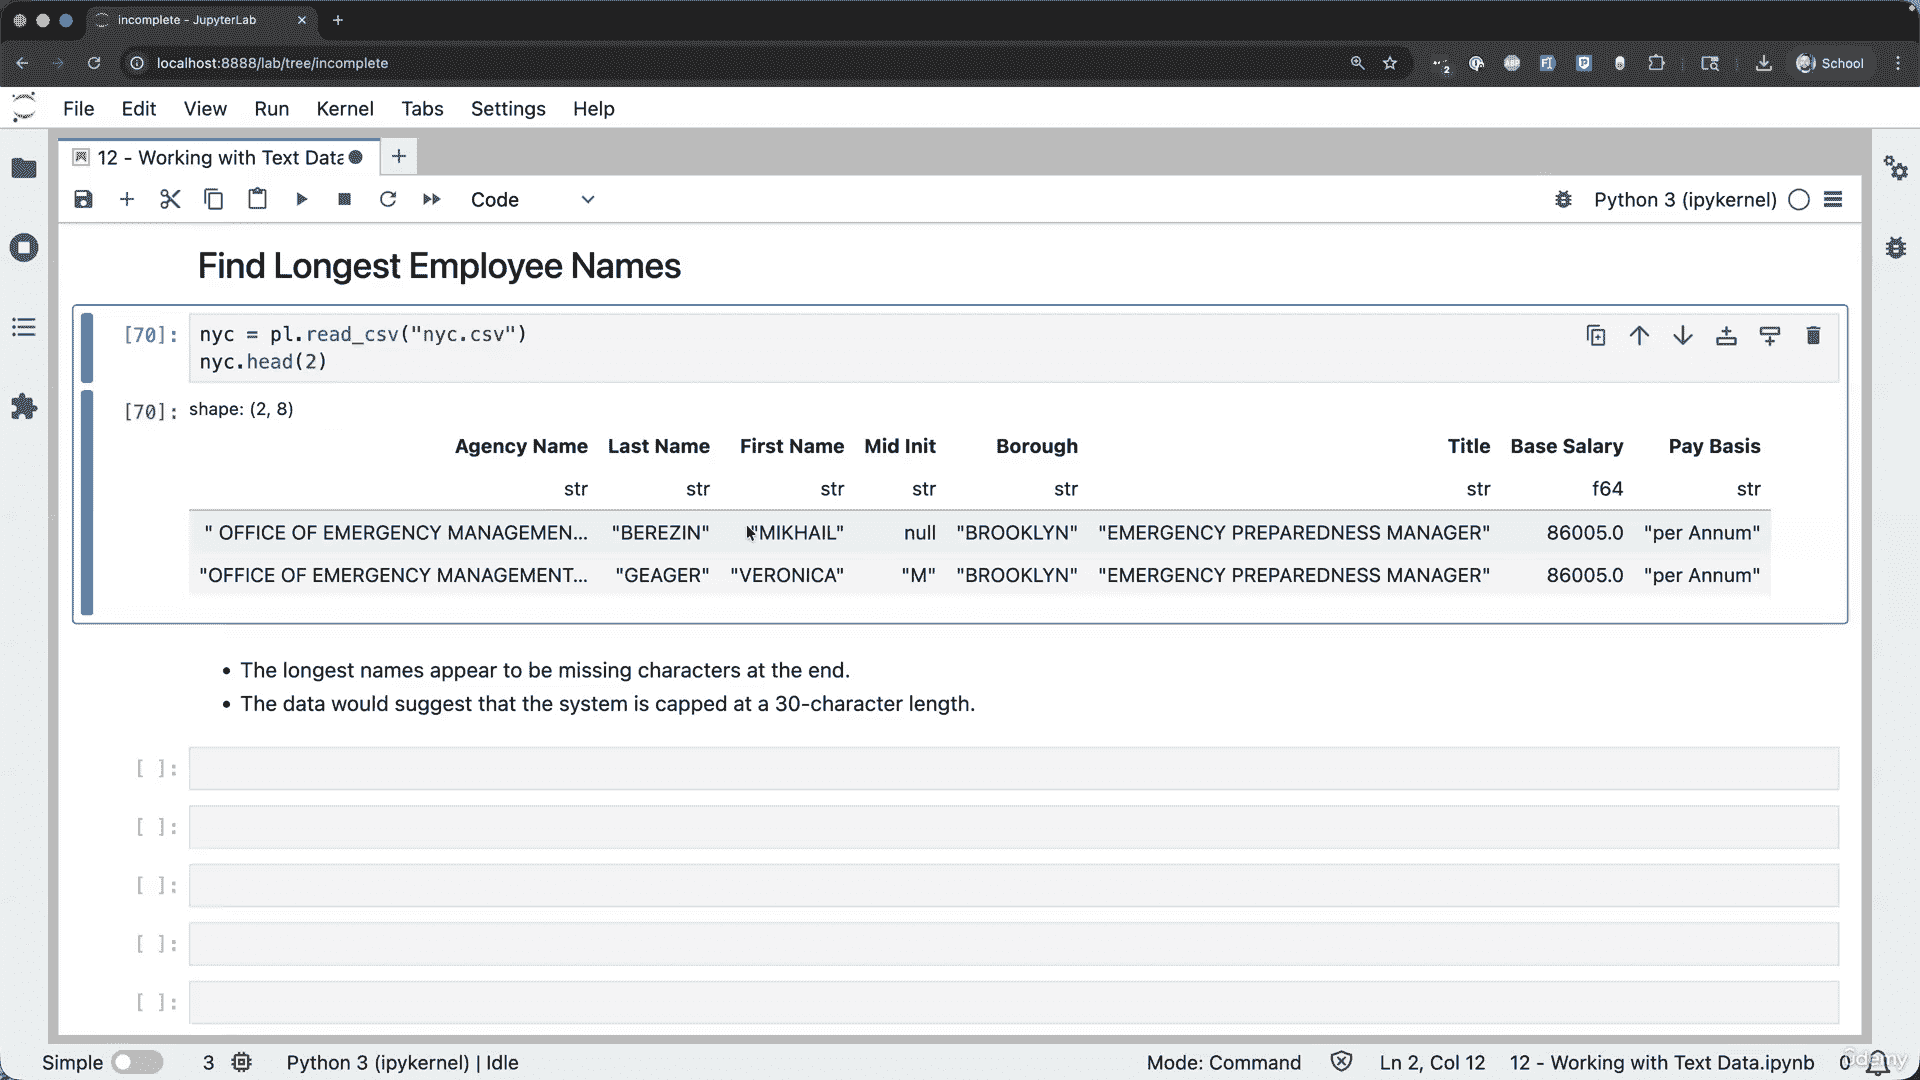 incomplete - JupyterLab
localhost:8888/lab/tree/incomplete
2
School
File Edit View Run Kernel Tabs Settings Help
12 - Working with Text Data
Code
Python 3 (ipykernel)
Find Longest Employee Names
[70]: nyc = pl.read_csv("nyc.csv")
nyc.head(2)
[70]: shape: (2, 8)
Agency Name Last Name First Name Mid Init Borough Title Base Salary Pay Basis
str str str str str str f64 str
" OFFICE OF EMERGENCY MANAGEMEN… "BEREZIN" "MIKHAIL" null "BROOKLYN" "EMERGENCY PREPAREDNESS MANAGER" 86005.0 "per Annum"
"OFFICE OF EMERGENCY MANAGEMENT… "GEAGER" "VERONICA" "M" "BROOKLYN" "EMERGENCY PREPAREDNESS MANAGER" 86005.0 "per Annum"
• The longest names appear to be missing characters at the end.
• The data would suggest that the system is capped at a 30-character length.
[ ]:
[ ]:
[ ]:
[ ]:
[ ]:
Simple 3 Python 3 (ipykernel) | Idle Mode: Command Ln 2, Col 12 12 - Working with Text Data.ipynb 0
Udemy